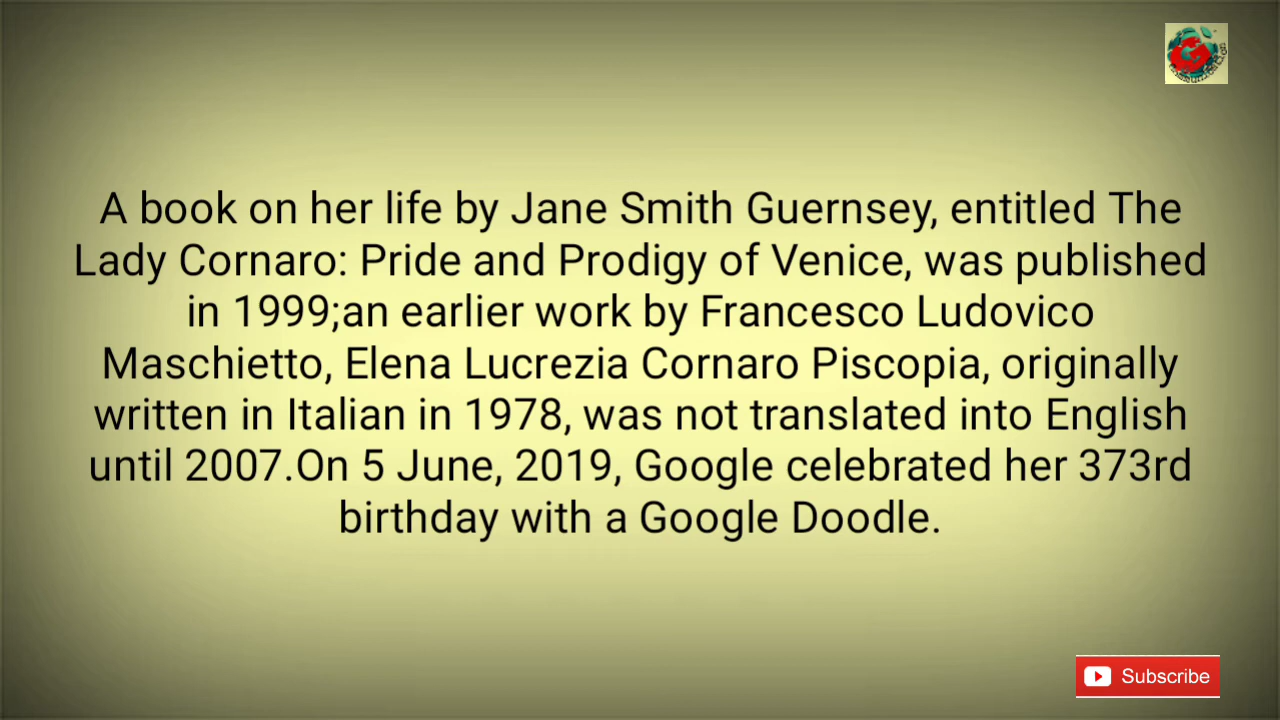 A book on her life by Jane Smith Guernsey, entitled The
Lady Cornaro: Pride and Prodigy of Venice, was published
in 1999;an earlier work by Francesco Ludovico
Maschietto, Elena Lucrezia Cornaro Piscopia, originally
written in Italian in 1978, was not translated into English
until 2007.On 5 June, 2019, Google celebrated her 373rd
birthday with a Google Doodle.
Subscribe